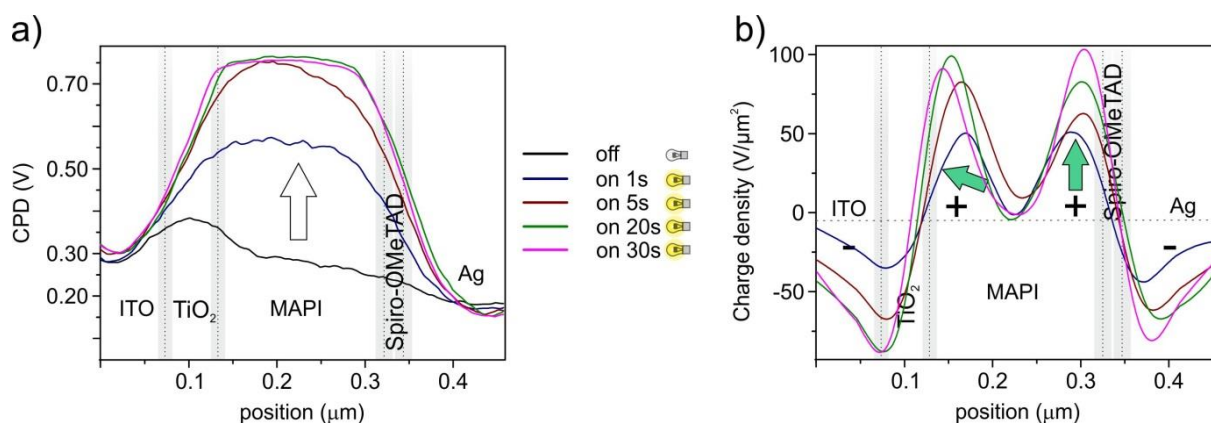 a)
CPD (V)
0.70
0.50
0.30
0.20
ITO
TiO₂
MAPI
Spiro-OMeTAD
Ag
0.1
0.2
0.3
0.4
position (μm)
off
on 1s
on 5s
on 20s
on 30s
b)
Charge density (V/μm²)
100
50
0
-50
ITO
TiO₂
MAPI
Spiro-OMeTAD
Ag
-
+
+
-
0.0
0.1
0.2
0.3
0.4
position (μm)